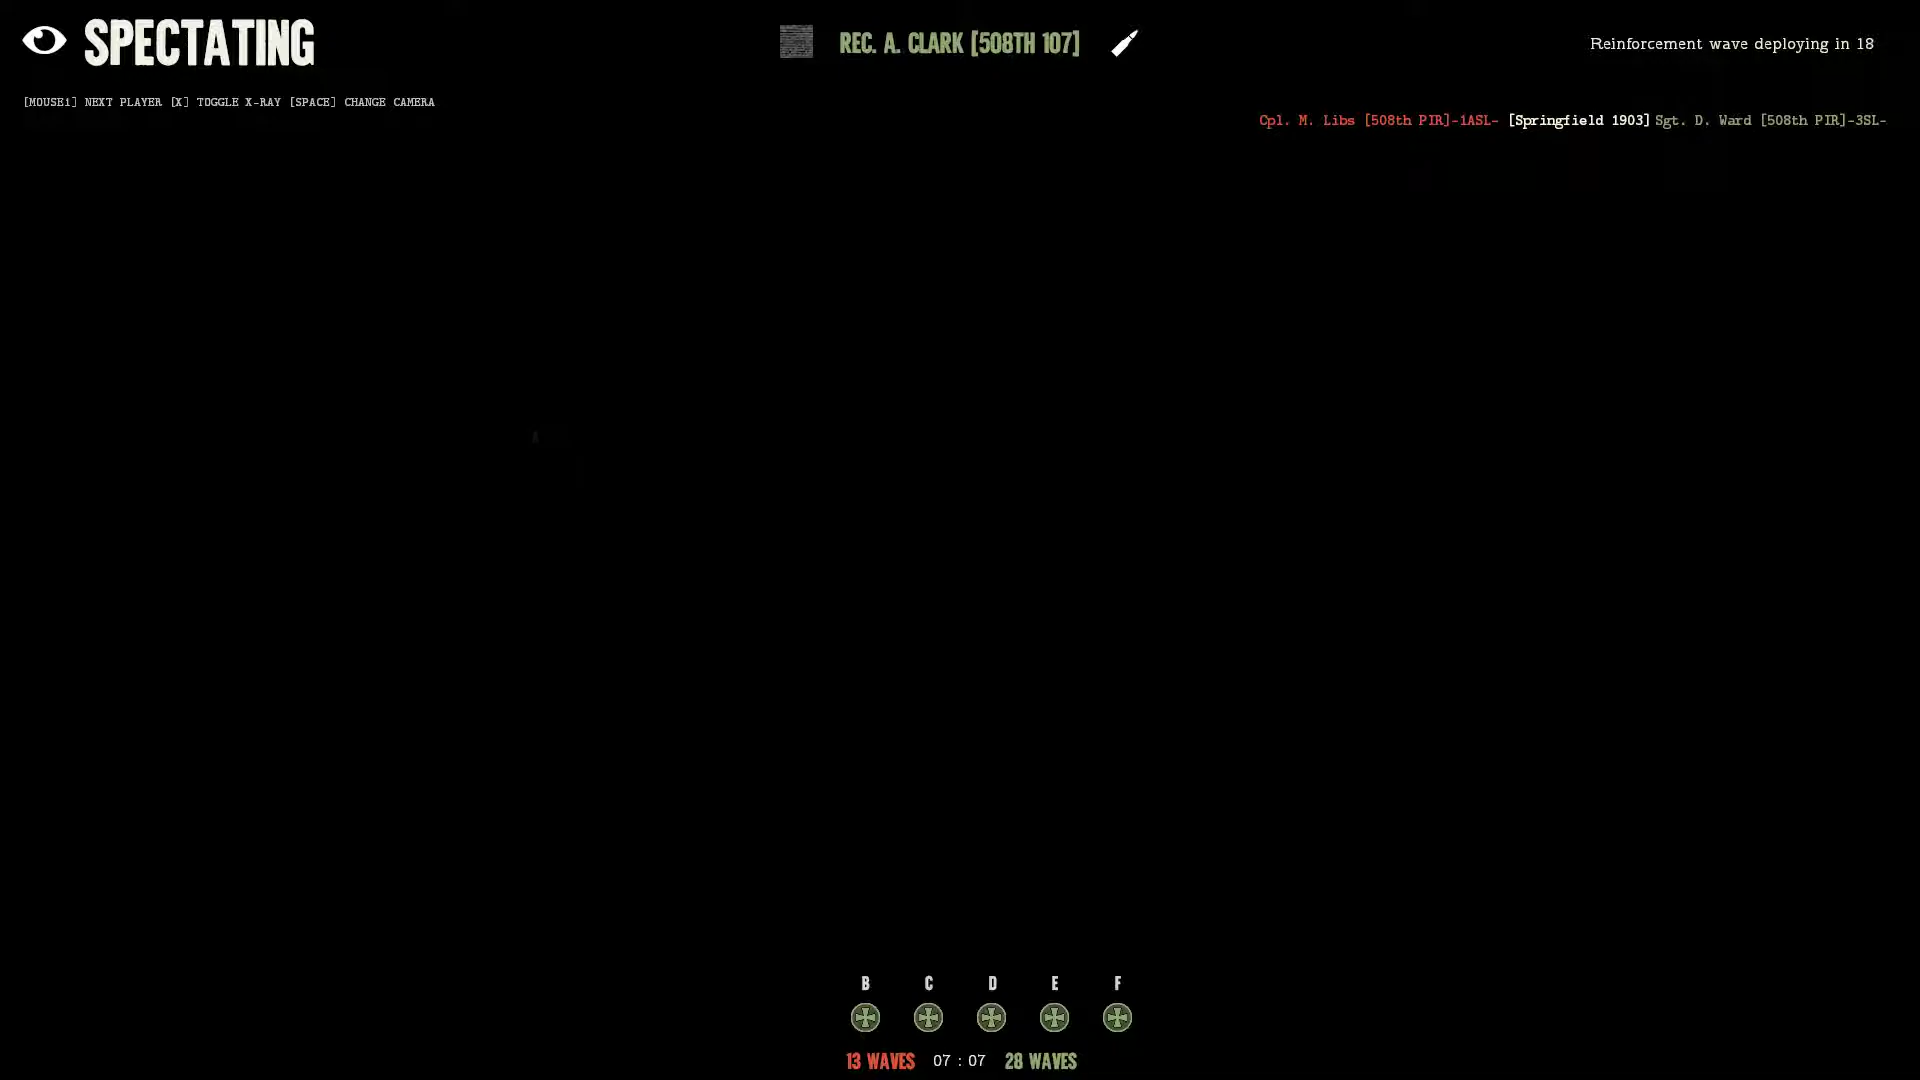 SPECTATING
REC. A. CLARK [508TH 107]
Reinforcement wave deploying in 18
[MOUSE1] NEXT PLAYER [X] TOGGLE X-RAY [SPACE] CHANGE CAMERA
Cpl. M. Libs [508th PIR]-1ASL- [Springfield 1903] Sgt. D. Ward [508th PIR]-3SL-
B C D E F
13 WAVES 07 : 07 28 WAVES